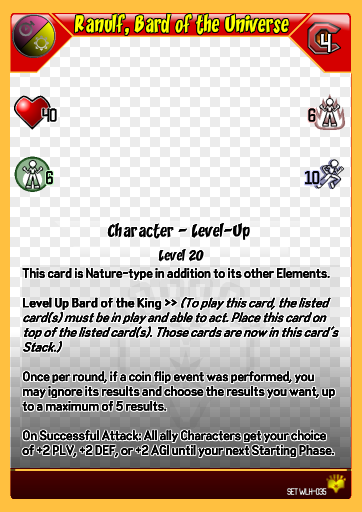 Ranulf, Bard of the Universe
4
40
6
6
10
Character - Level-Up
Level 20
This card is Nature-type in addition to its other Elements.
Level Up Bard of the King >> (To play this card, the listed
card(s) must be in play and able to act. Place this card on
top of the listed card(s). Those cards are now in this card's
Stack.)
Once per round, if a coin flip event was performed, you
may ignore its results and choose the results you want, up
to a maximum of 5 results.
On Successful Attack: All ally Characters get your choice
of +2 PLV, +2 DEF, or +2 AGI until your next Starting Phase.
SET WLH-035